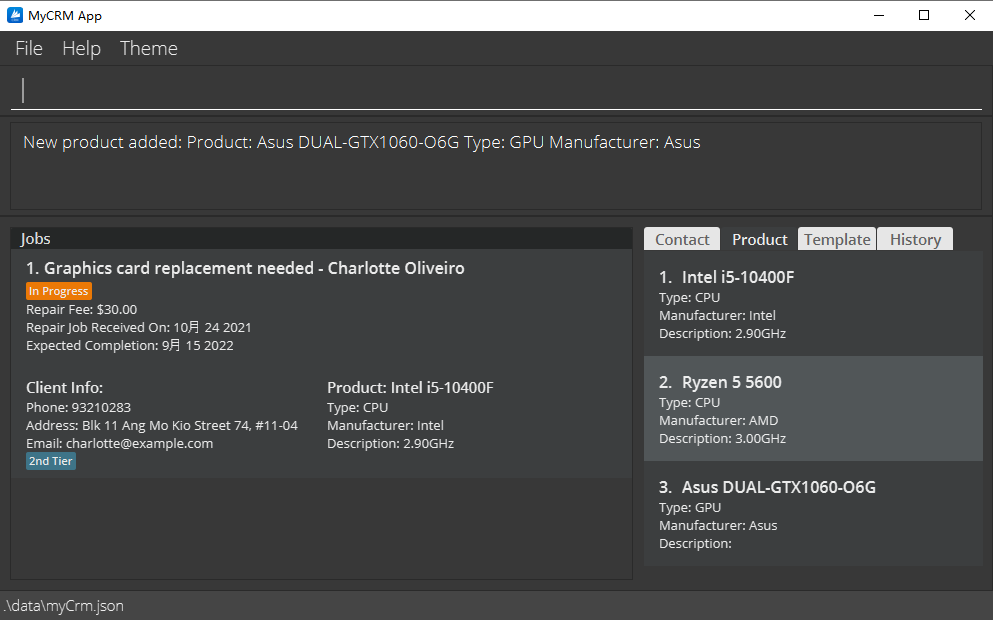 MyCRM App
File Help Theme
New product added: Product: Asus DUAL-GTX1060-O6G Type: GPU Manufacturer: Asus
Jobs
1. Graphics card replacement needed - Charlotte Oliveiro
In Progress
Repair Fee: $30.00
Repair Job Received On: 10月 24 2021
Expected Completion: 9月 15 2022
Client Info:
Phone: 93210283
Address: Blk 11 Ang Mo Kio Street 74, #11-04
Email: charlotte@example.com
2nd Tier
Product: Intel i5-10400F
Type: CPU
Manufacturer: Intel
Description: 2.90GHz
Contact Product Template History
1. Intel i5-10400F
Type: CPU
Manufacturer: Intel
Description: 2.90GHz
2. Ryzen 5 5600
Type: CPU
Manufacturer: AMD
Description: 3.00GHz
3. Asus DUAL-GTX1060-O6G
Type: GPU
Manufacturer: Asus
Description:
.\data\myCrm.json